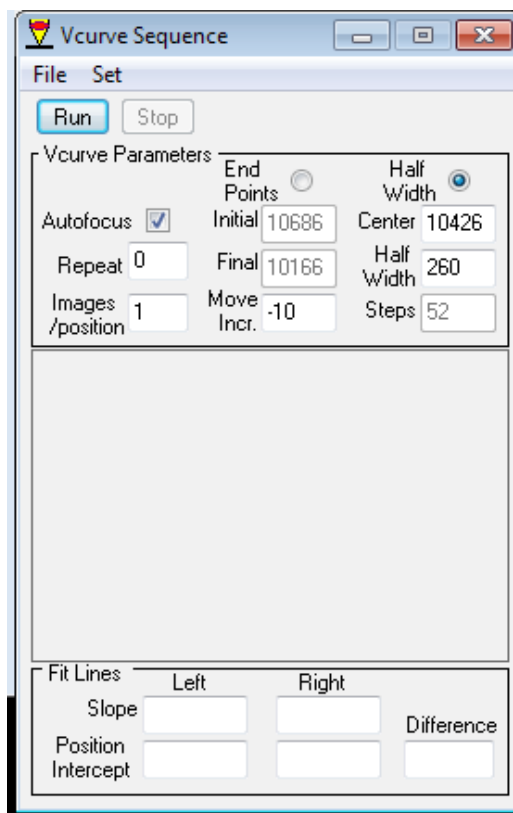 Vcurve Sequence
File Set
Run Stop
Vcurve Parameters
End Points
Half Width
Autofocus
Initial 10686
Center 10426
Repeat 0
Final 10166
Half Width 260
Images /position 1
Move Incr. -10
Steps 52
Fit Lines
Left Right
Slope
Difference
Position Intercept